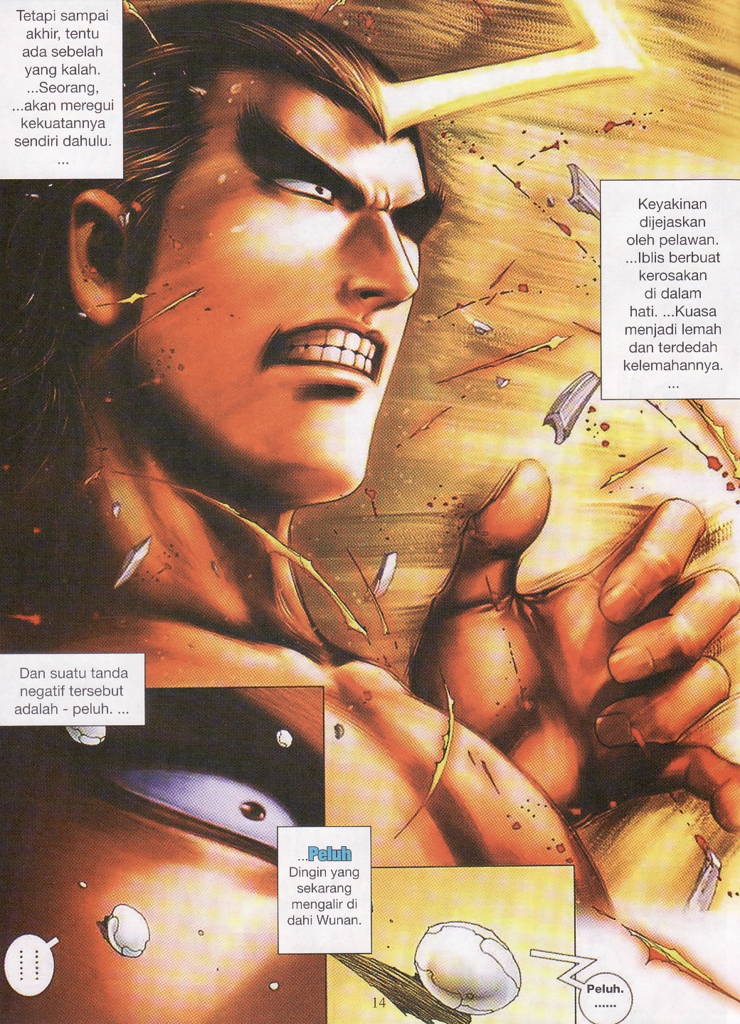 Tetapi sampai
akhir, tentu
ada sebelah
yang kalah.
...Seorang,
...akan meregui
kekuatannya
sendiri dahulu.
...
Keyakinan
dijejaskan
oleh pelawan.
...Iblis berbuat
kerosakan
di dalam
hati. ...Kuasa
menjadi lemah
dan terdedah
kelemahannya.
...
Dan suatu tanda
negatif tersebut
adalah - peluh. ...
...Peluh
Dingin yang
sekarang
mengalir di
dahi Wunan.
Peluh.
......
14